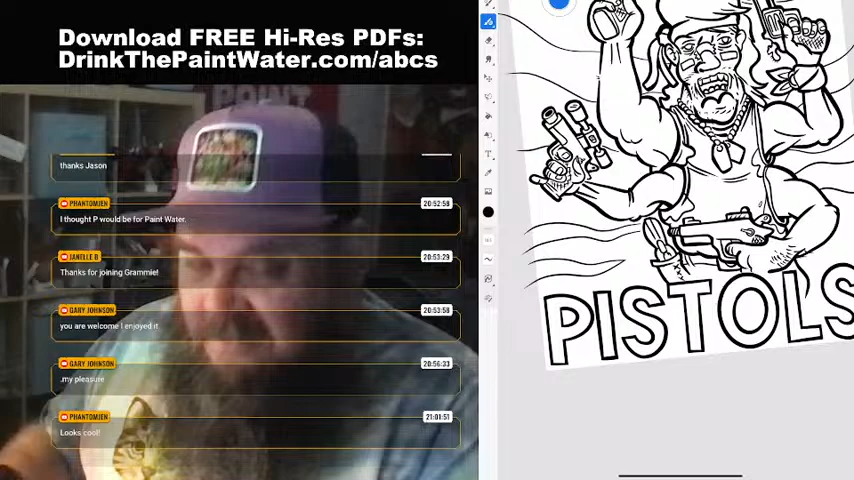 Download FREE Hi-Res PDFs:
DrinkThePaintWater.com/abcs
thanks Jason
PHANTOMJEN
20:52:58
I thought P would be for Paint Water.
JANELLE B
20:53:29
Thanks for joining Grammie!
GARY JOHNSON
20:53:58
you are welcome I enjoyed it
GARY JOHNSON
20:56:33
.my pleasure
PHANTOMJEN
21:01:51
Looks cool!
PISTOLS